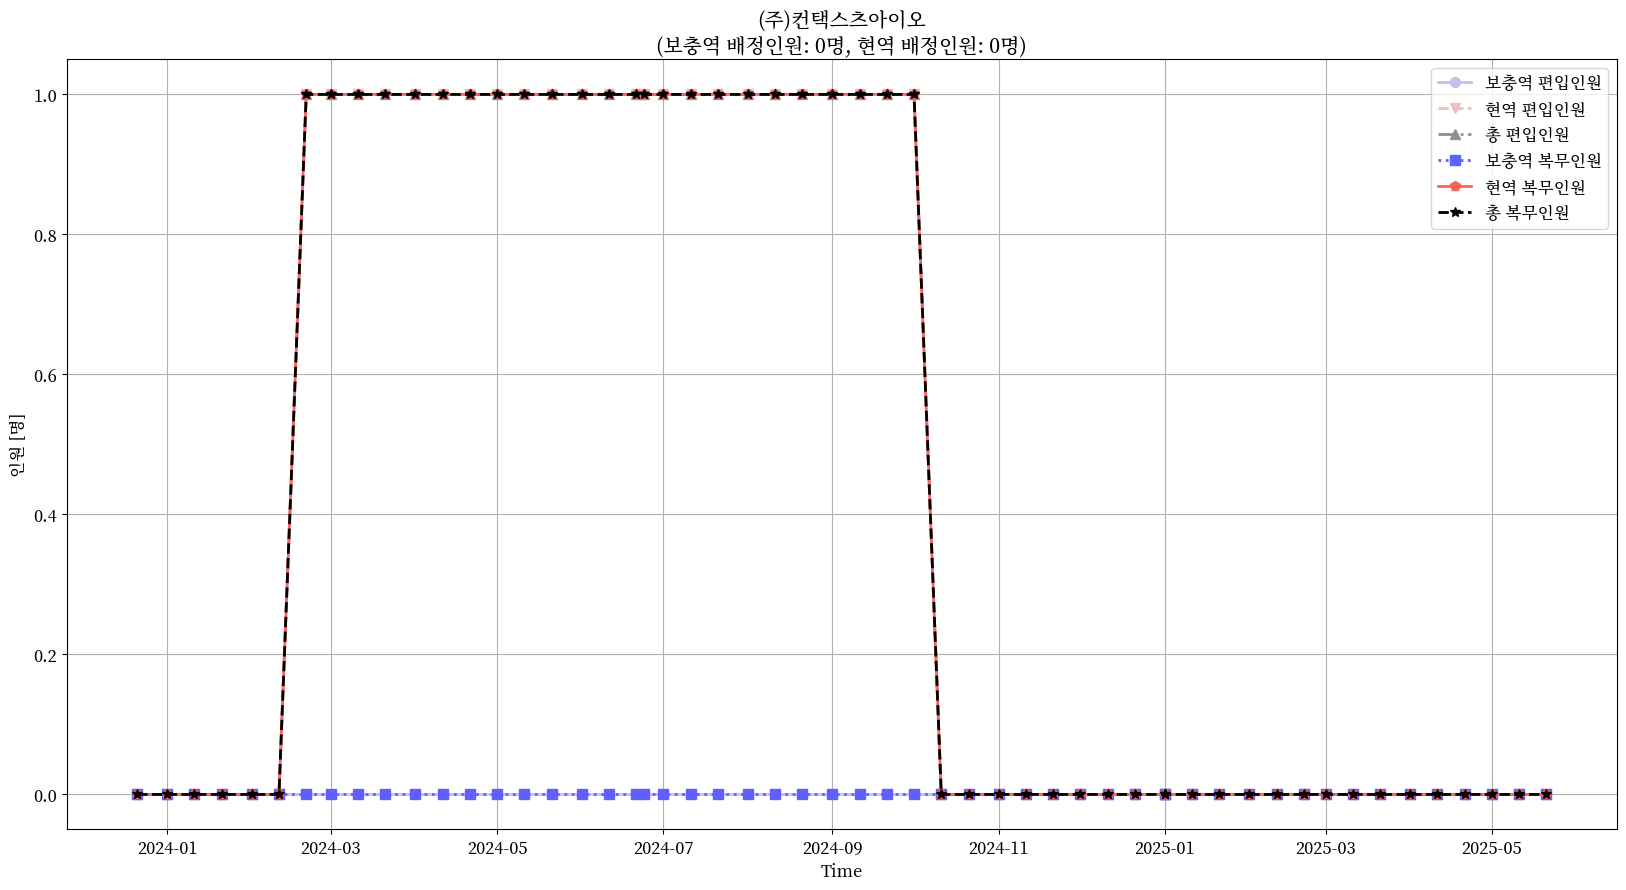 (주)컨택스츠아이오
(보충역 배정인원: 0명, 현역 배정인원: 0명)
보충역 편입인원
현역 편입인원
총 편입인원
보충역 복무인원
현역 복무인원
총 복무인원
인원 [명]
1.0
0.8
0.6
0.4
0.2
0.0
2024-01 2024-03 2024-05 2024-07 2024-09 2024-11 2025-01 2025-03 2025-05
Time